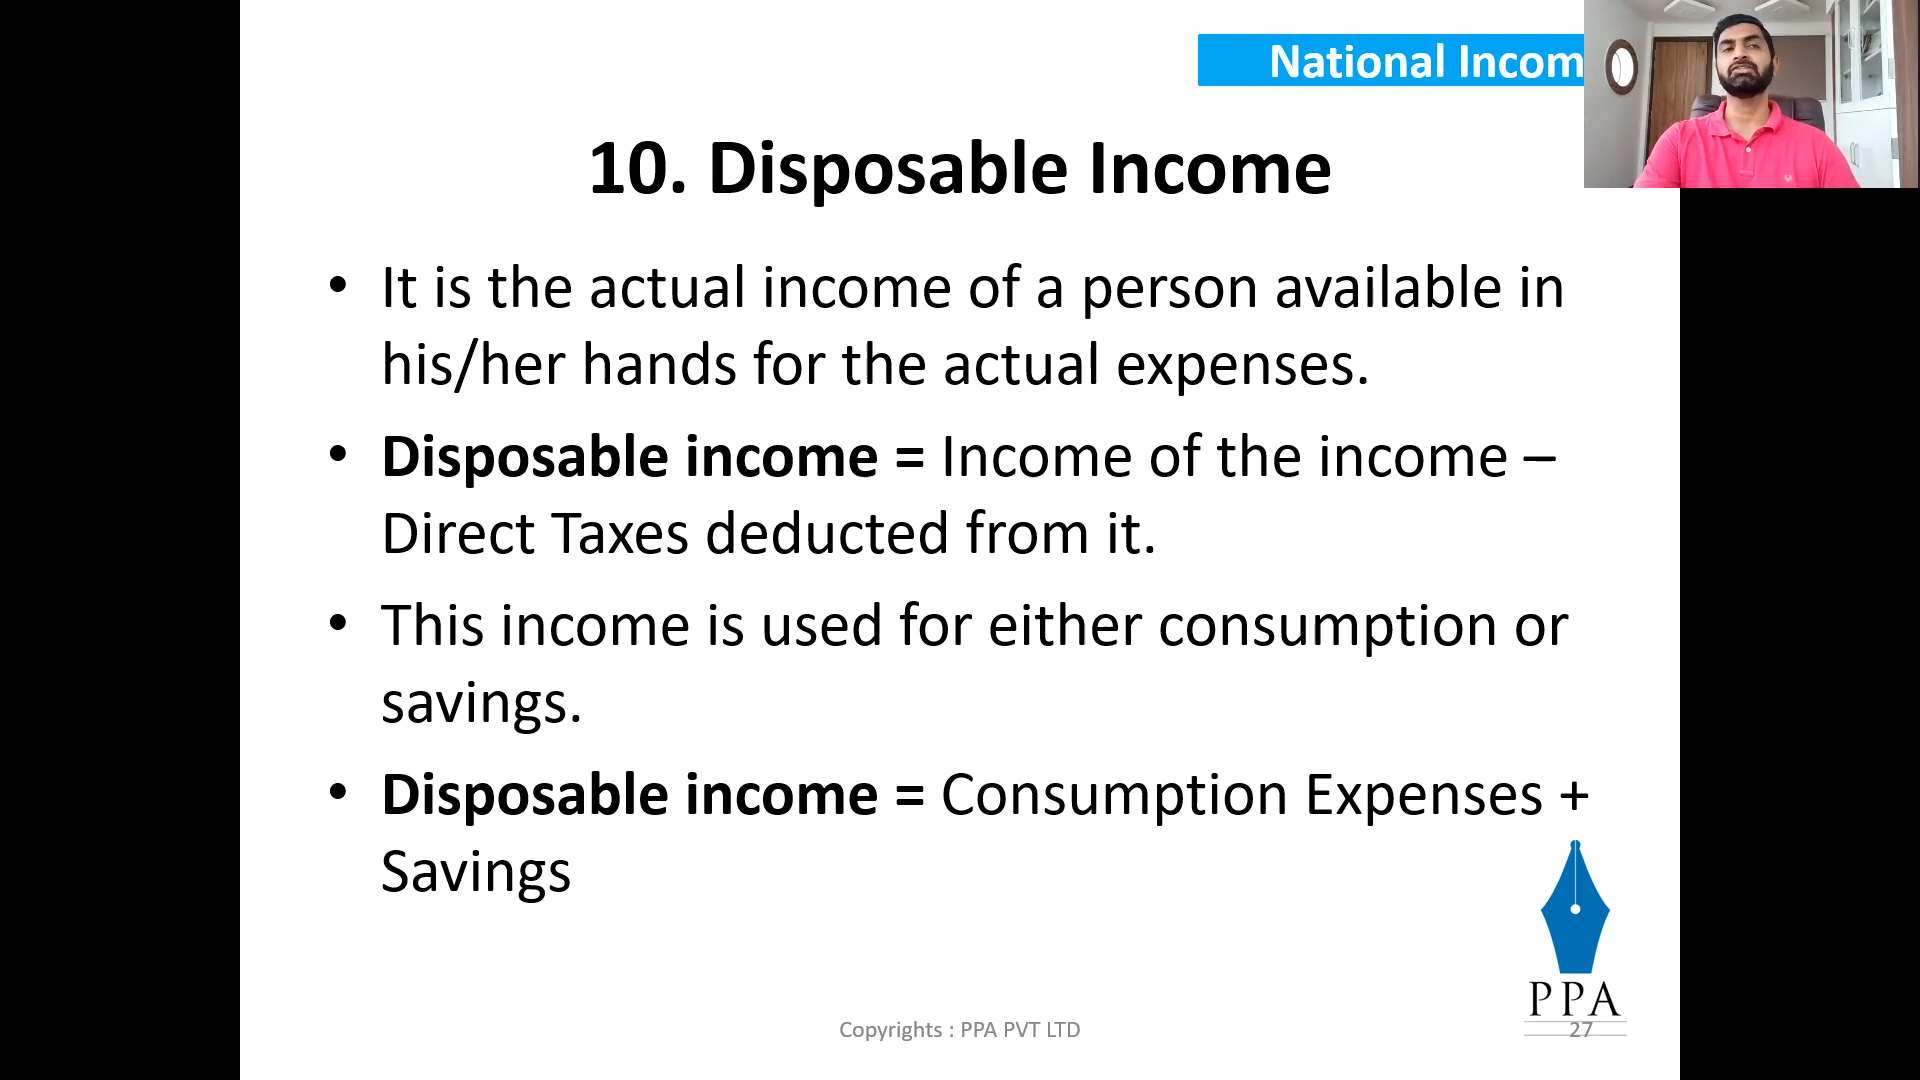 National Incom
10. Disposable Income
• It is the actual income of a person available in
his/her hands for the actual expenses.
• Disposable income = Income of the income –
Direct Taxes deducted from it.
• This income is used for either consumption or
savings.
• Disposable income = Consumption Expenses +
Savings
PPA
Copyrights : PPA PVT LTD
27